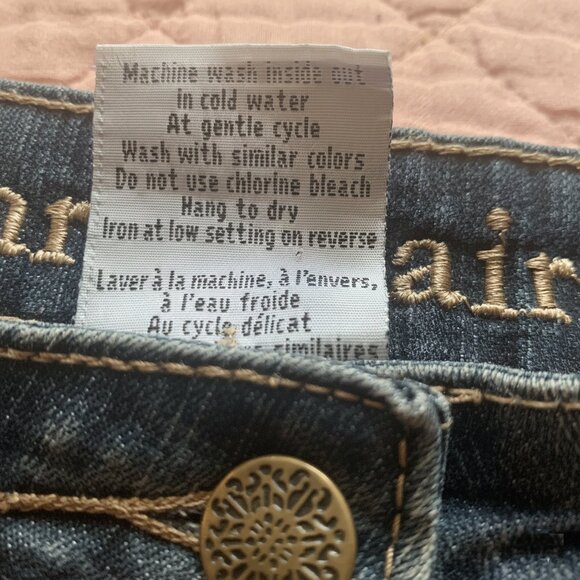 Machine wash inside out
in cold water
At gentle cycle
Wash with similar colors
Do not use chlorine bleach
Hang to dry
Iron at low setting on reverse
Laver à la machine, à l'envers,
à l'eau froide
Au cycle délicat
similaires
air